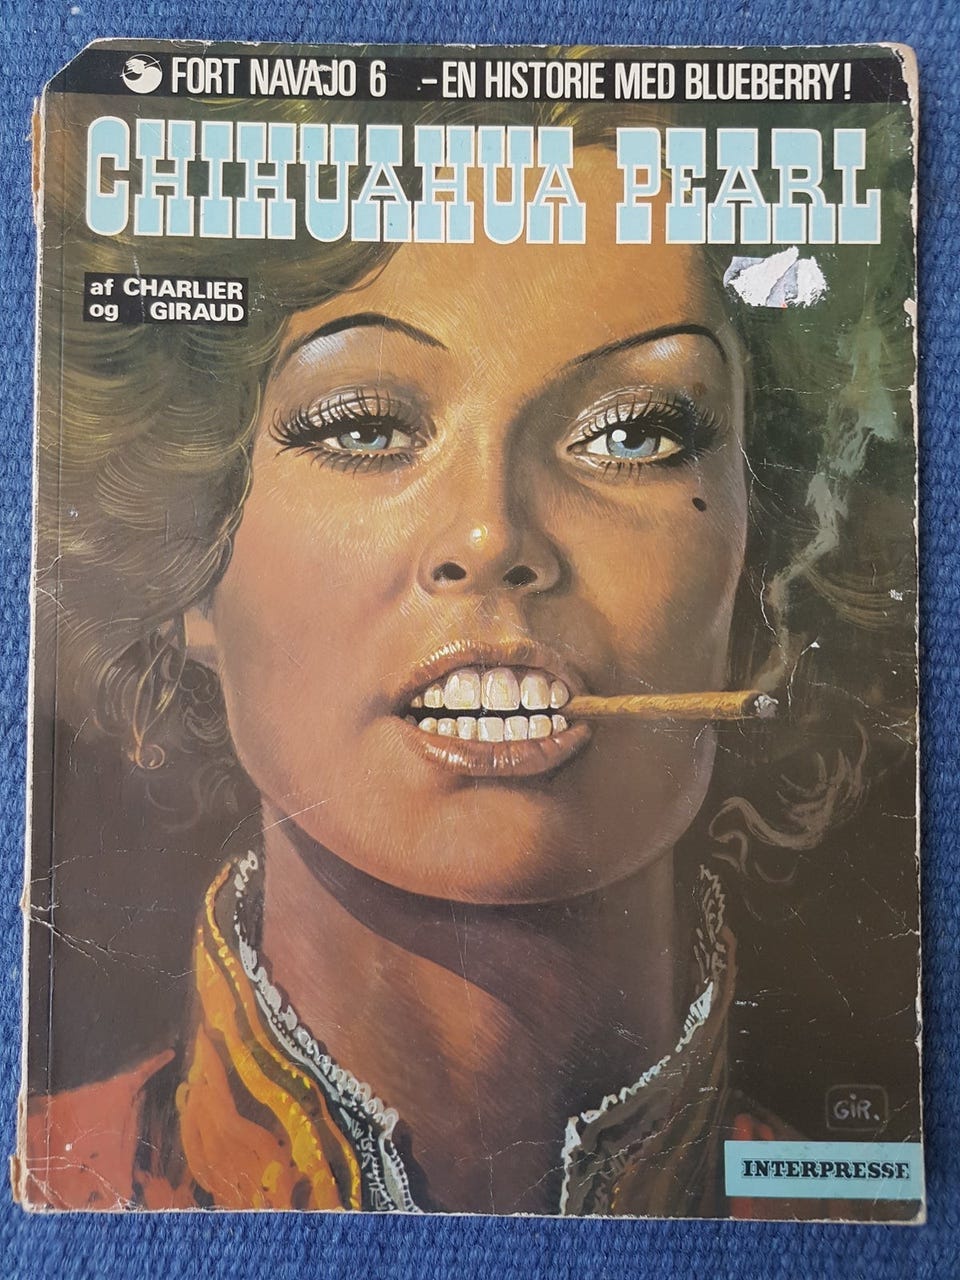 FORT NAVAJO 6 -EN HISTORIE MED BLUEBERRY!
CHIHUAHUA PEARL
af CHARLIER
og GIRAUD
GIR.
INTERPRESSE